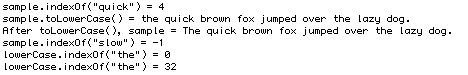 sample.indexOf("quick") = 4
sample.toLowerCase() = the quick brown fox jumped over the lazy dog.
After toLowerCase(), sample = The quick brown fox jumped over the lazy dog.
sample.indexOf("slow") = -1
lowerCase.indexOf("the") = 0
lowerCase.indexOf("the") = 32